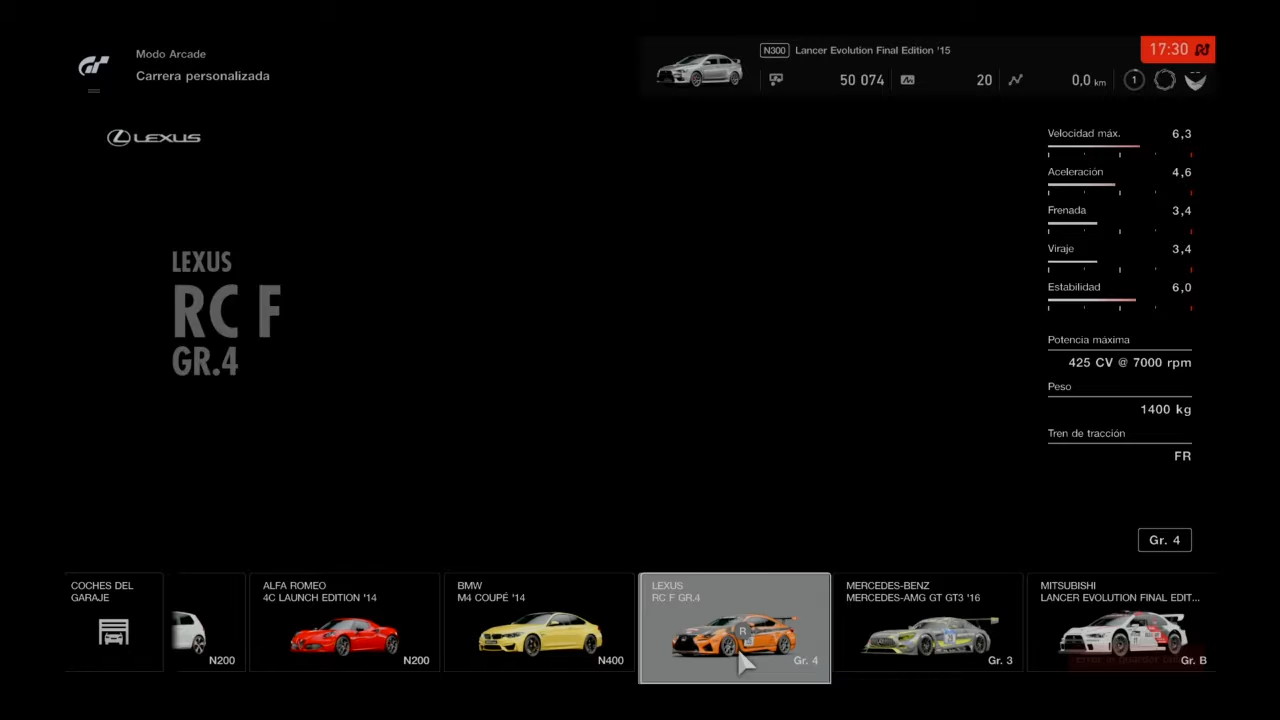 Modo Arcade
Carrera personalizada
N300 Lancer Evolution Final Edition '15
17:30
50 074
20
0,0 km
1
LEXUS
LEXUS
RC F
GR.4
Velocidad máx. 6,3
Aceleración 4,6
Frenada 3,4
Viraje 3,4
Estabilidad 6,0
Potencia máxima
425 CV @ 7000 rpm
Peso
1400 kg
Tren de tracción
FR
Gr. 4
COCHES DEL
GARAJE
N200
ALFA ROMEO
4C LAUNCH EDITION '14
N200
BMW
M4 COUPÉ '14
N400
LEXUS
RC F GR.4
R
Gr. 4
MERCEDES-BENZ
MERCEDES-AMG GT GT3 '16
Gr. 3
MITSUBISHI
LANCER EVOLUTION FINAL EDIT...
Gr. B